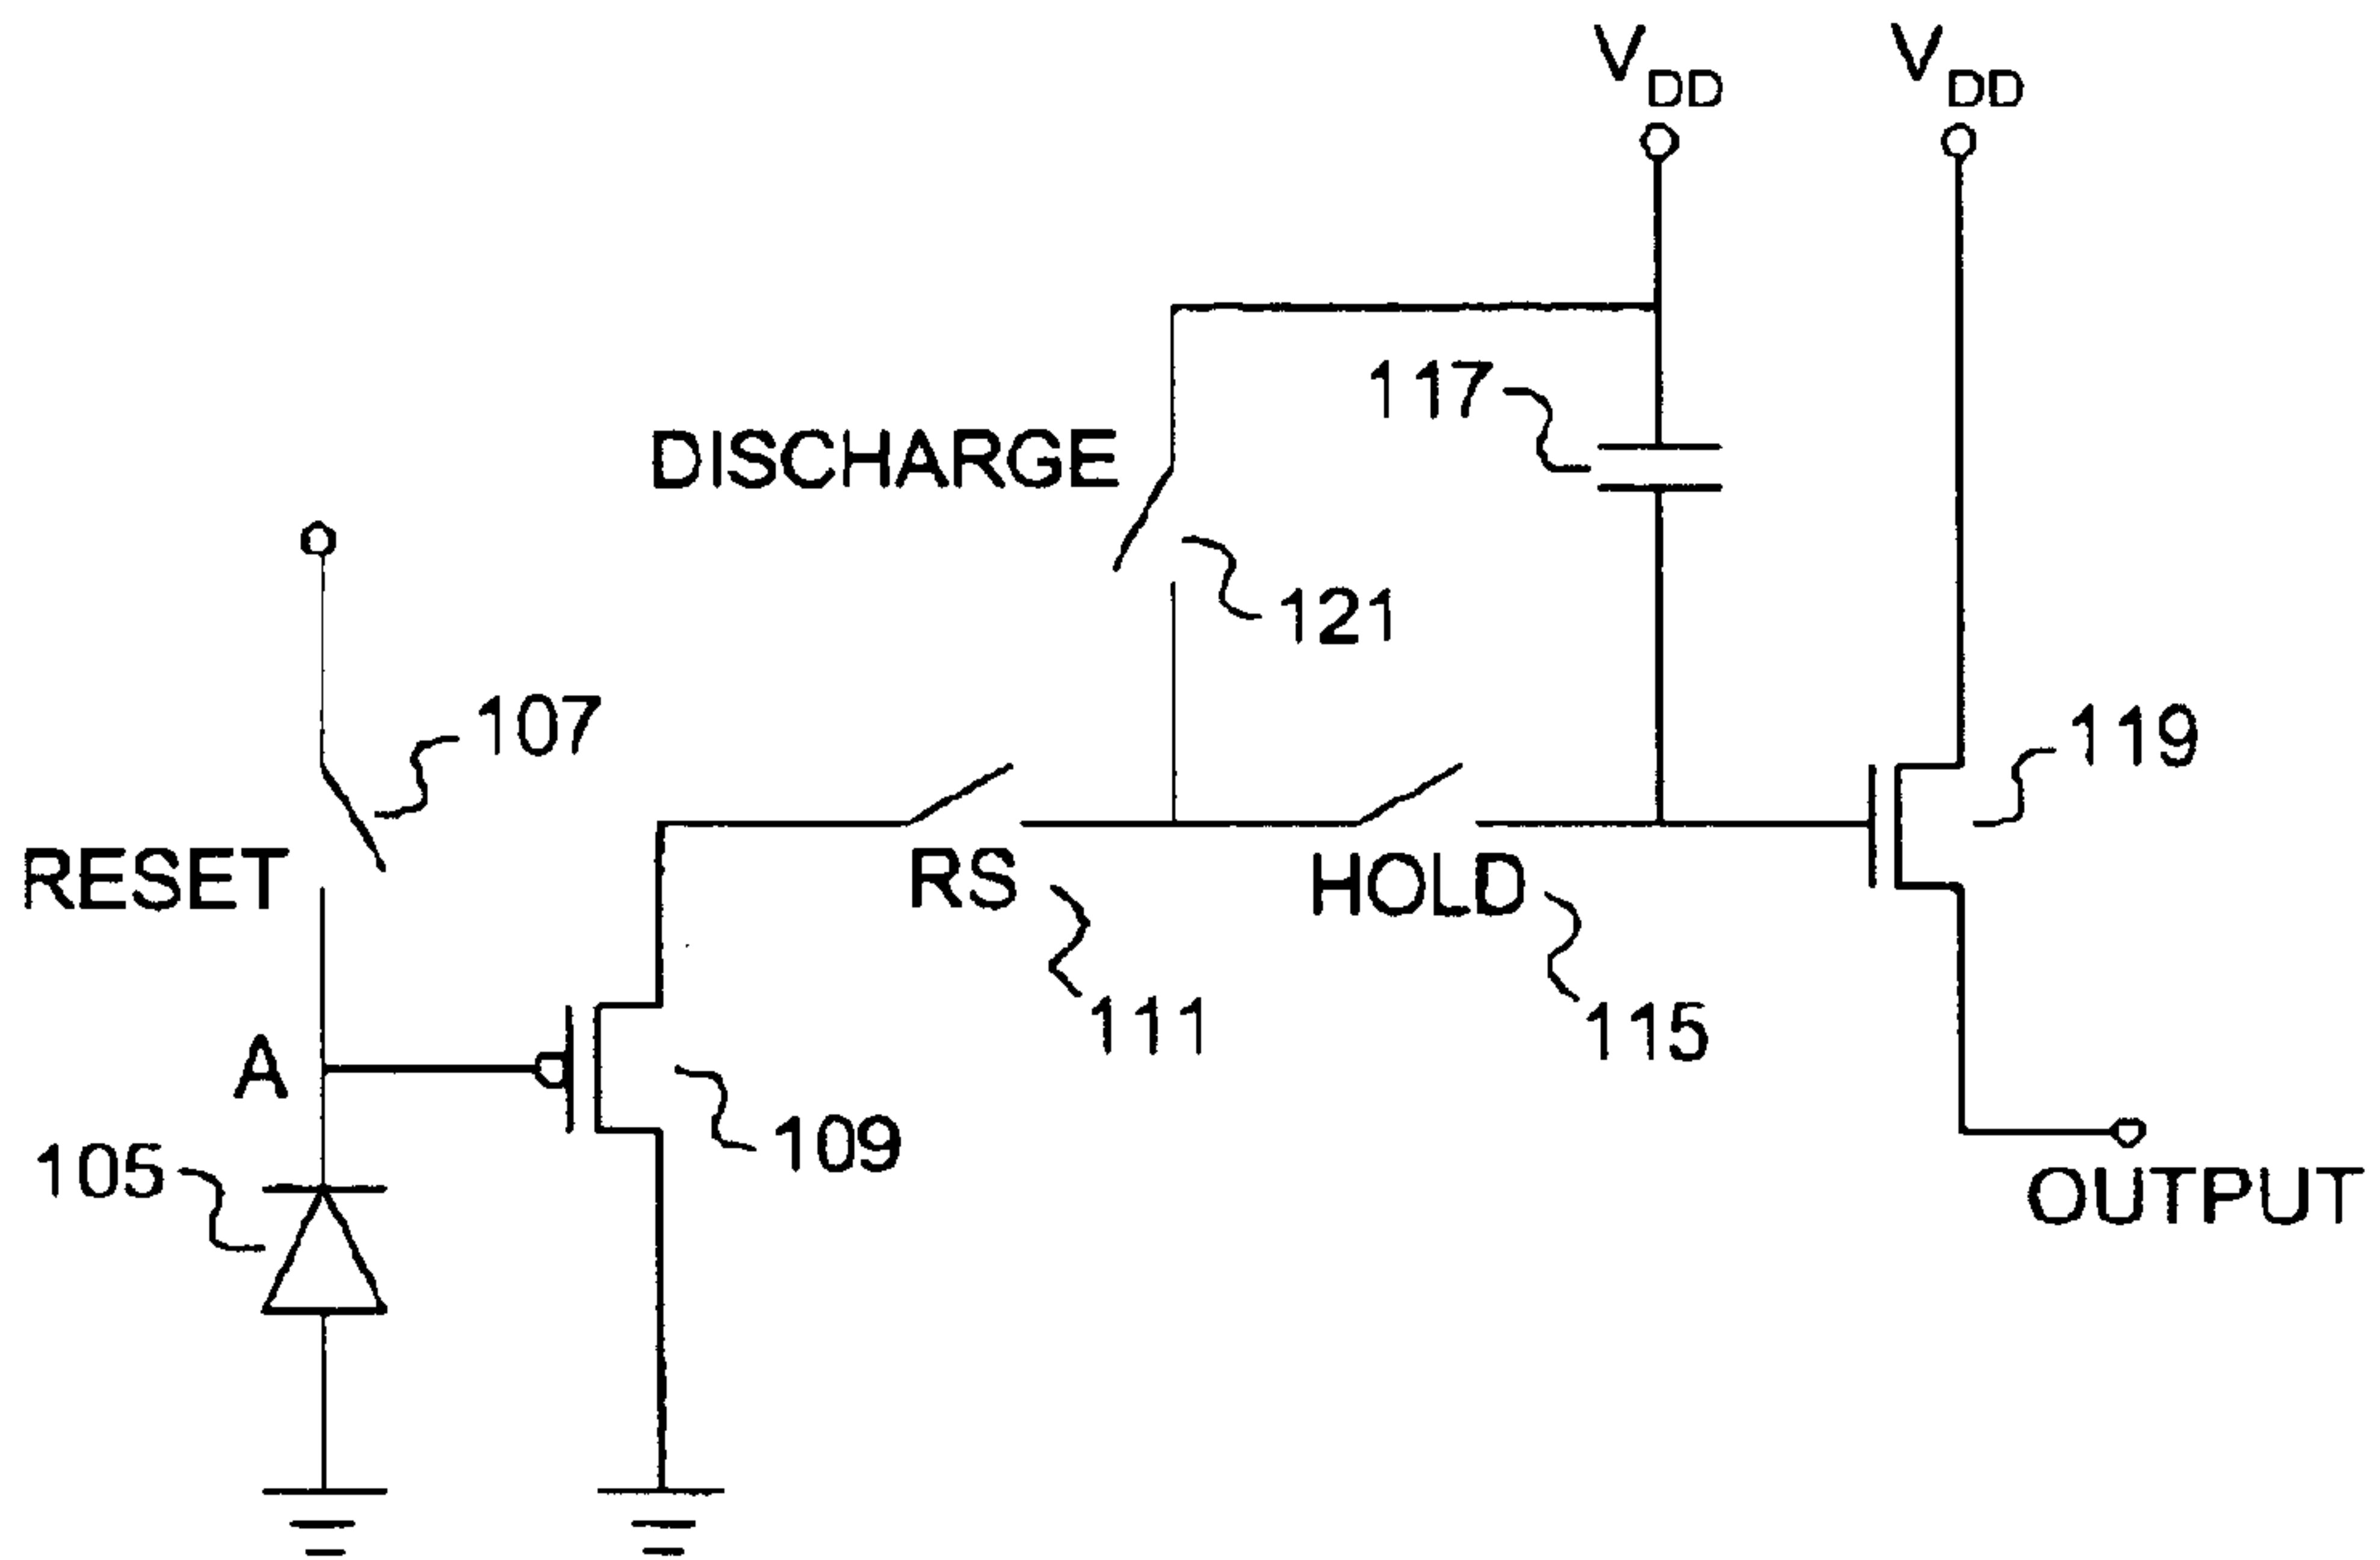 VDD VDD
117
DISCHARGE
121
107
119
RESET
RS
HOLD
111
115
A
109
105
OUTPUT